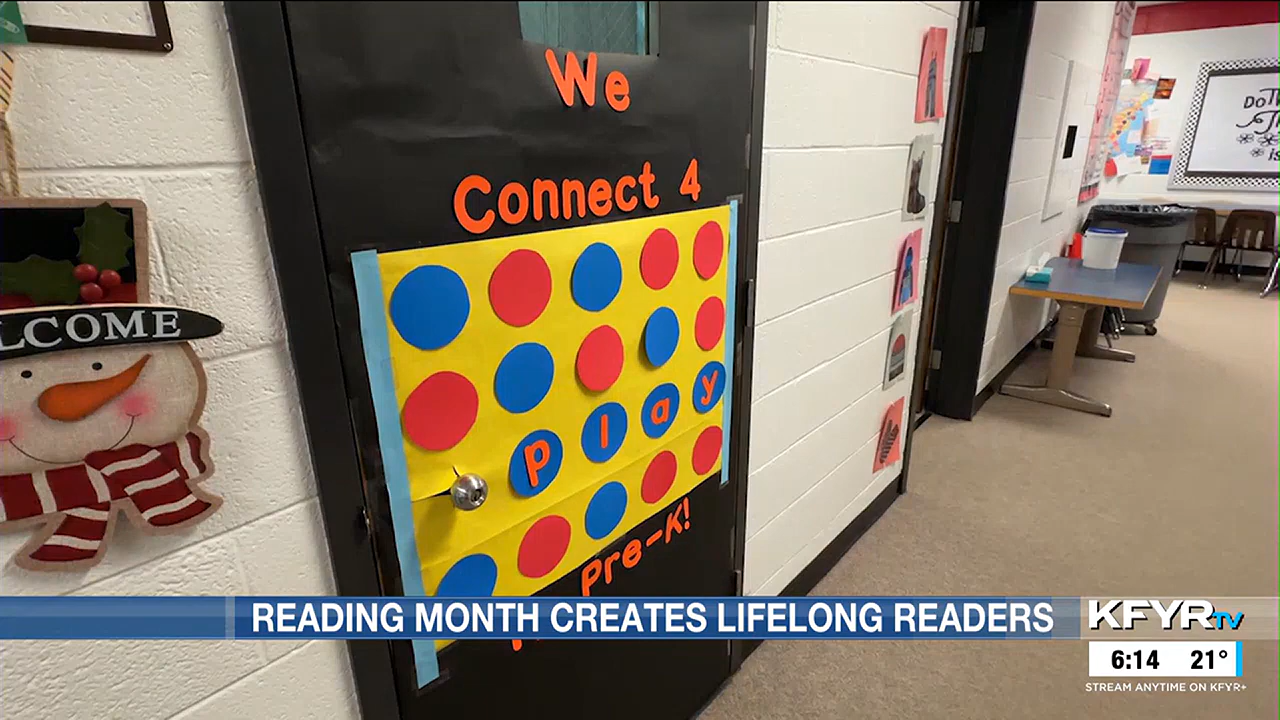 We
Connect 4
play
Pre-K!
LCOME
DO
READING MONTH CREATES LIFELONG READERS
KFYR TV
6:14 21°
STREAM ANYTIME ON KFYR+